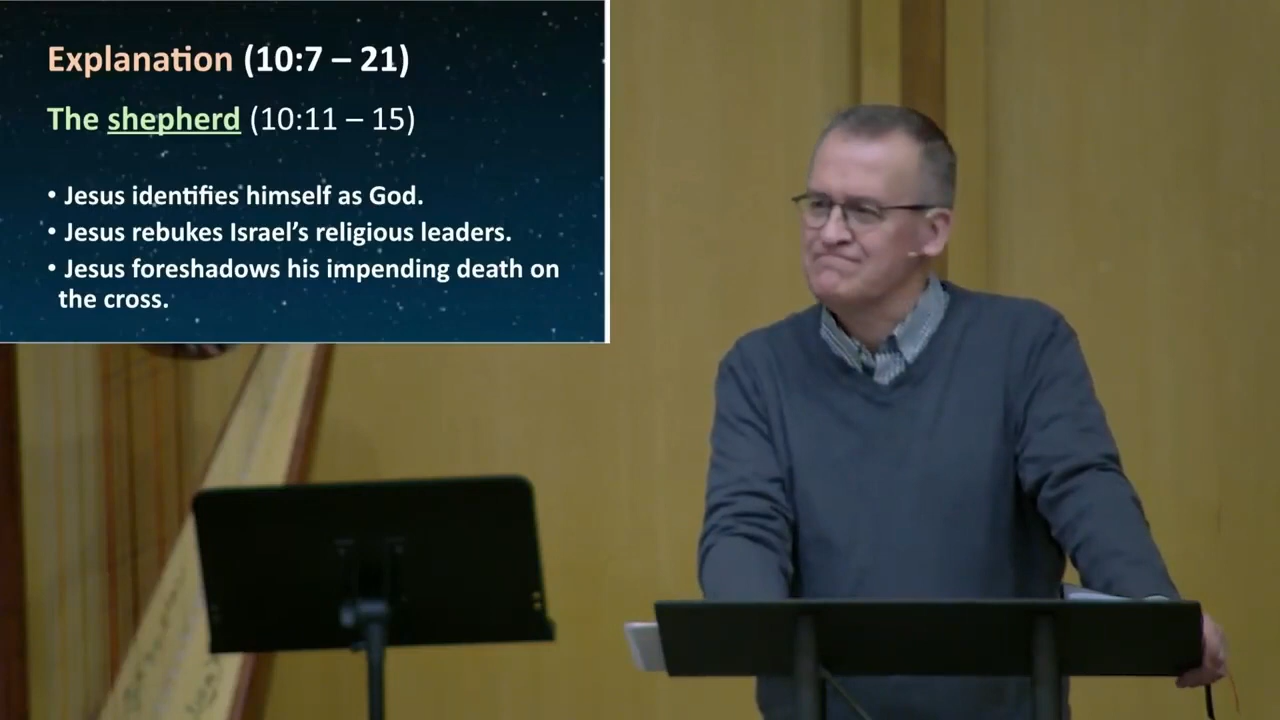 Explanation (10:7 – 21)
The shepherd (10:11 – 15)
• Jesus identifies himself as God.
• Jesus rebukes Israel’s religious leaders.
• Jesus foreshadows his impending death on
the cross.